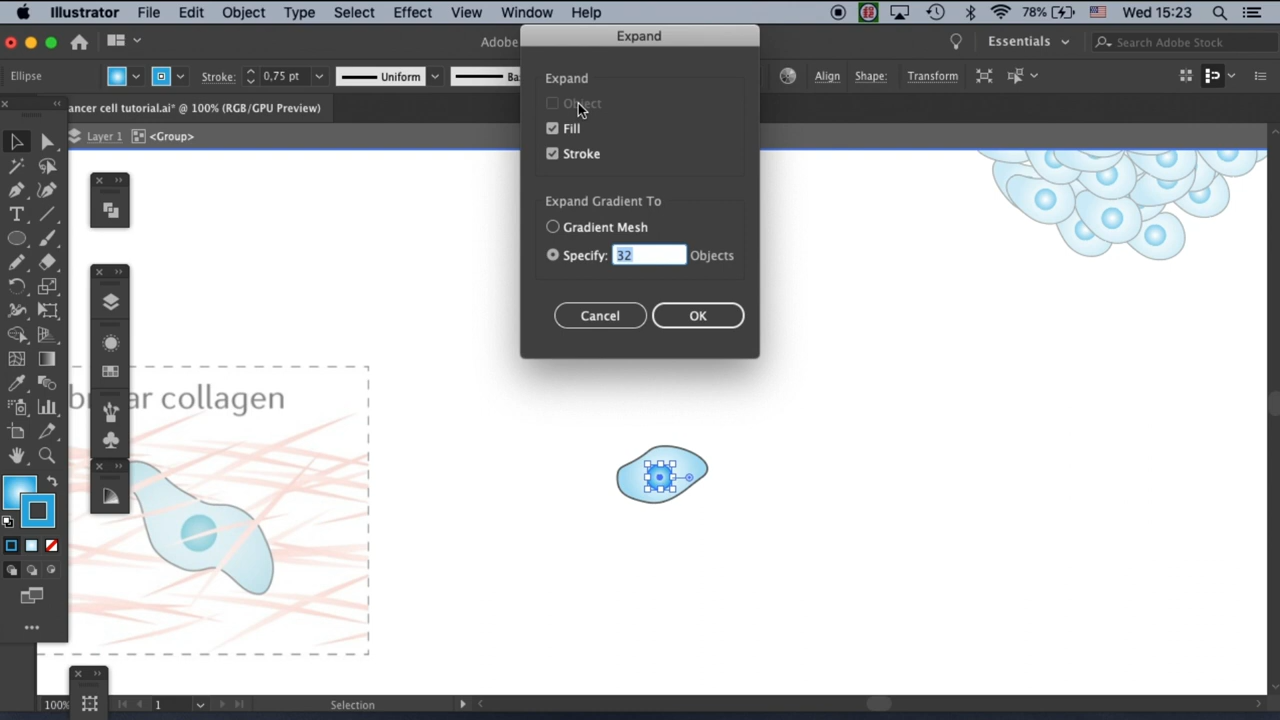 Illustrator File Edit Object Type Select Effect View Window Help 78% Wed 15:23
Expand
Adobe Essentials Search Adobe Stock
Ellipse Stroke: 0,75 pt Uniform Align Shape: Transform
ancer cell tutorial.ai* @ 100% (RGB/GPU Preview)
Layer 1 <Group>
Expand
Object
Fill
Stroke
Expand Gradient To
Gradient Mesh
Specify: 32 Objects
Cancel OK
ar collagen
100% 1 Selection